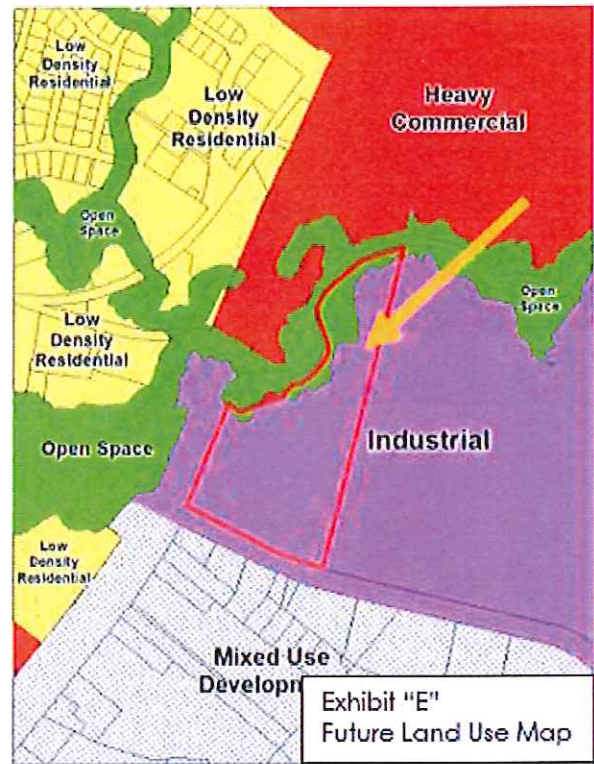 Low
Density
Residential
Low
Density
Residential
Heavy
Commercial
Open
Space
Open
Space
Low
Density
Residential
Open Space
Industrial
Low
Density
Residential
Mixed Use
Developm
Exhibit "E"
Future Land Use Map